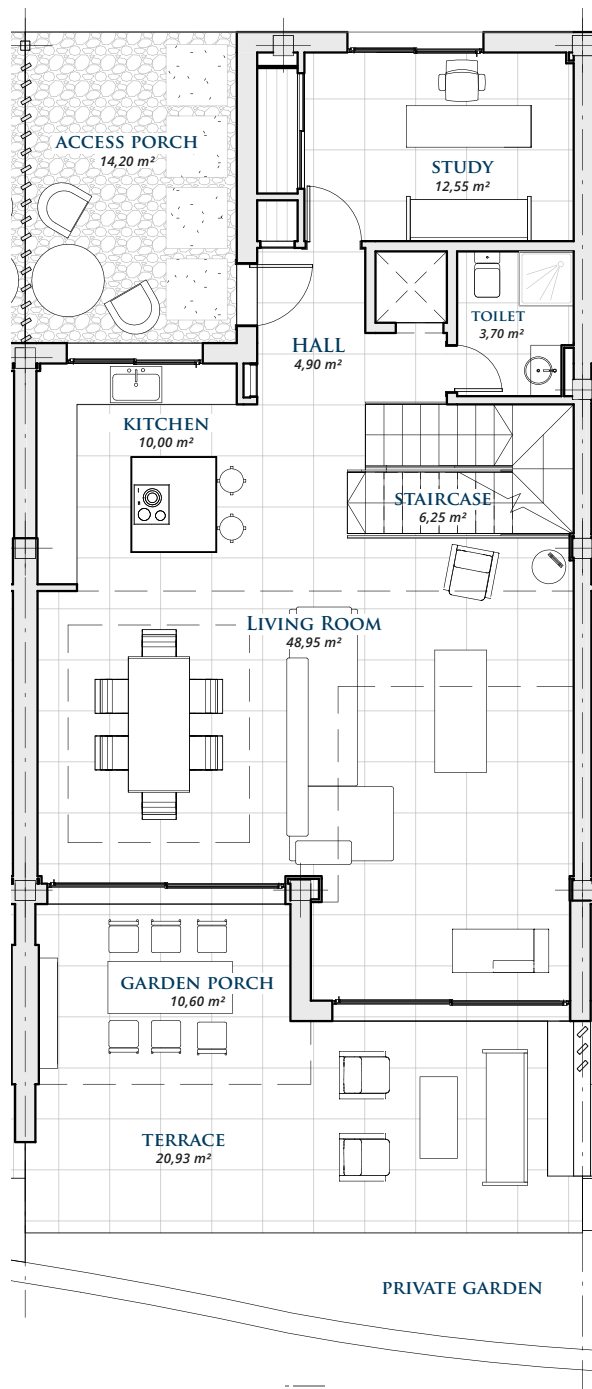 ACCESS PORCH
14,20 m²
STUDY
12,55 m²
TOILET
3,70 m²
HALL
4,90 m²
KITCHEN
10,00 m²
STAIRCASE
6,25 m²
LIVING ROOM
48,95 m²
GARDEN PORCH
10,60 m²
TERRACE
20,93 m²
PRIVATE GARDEN